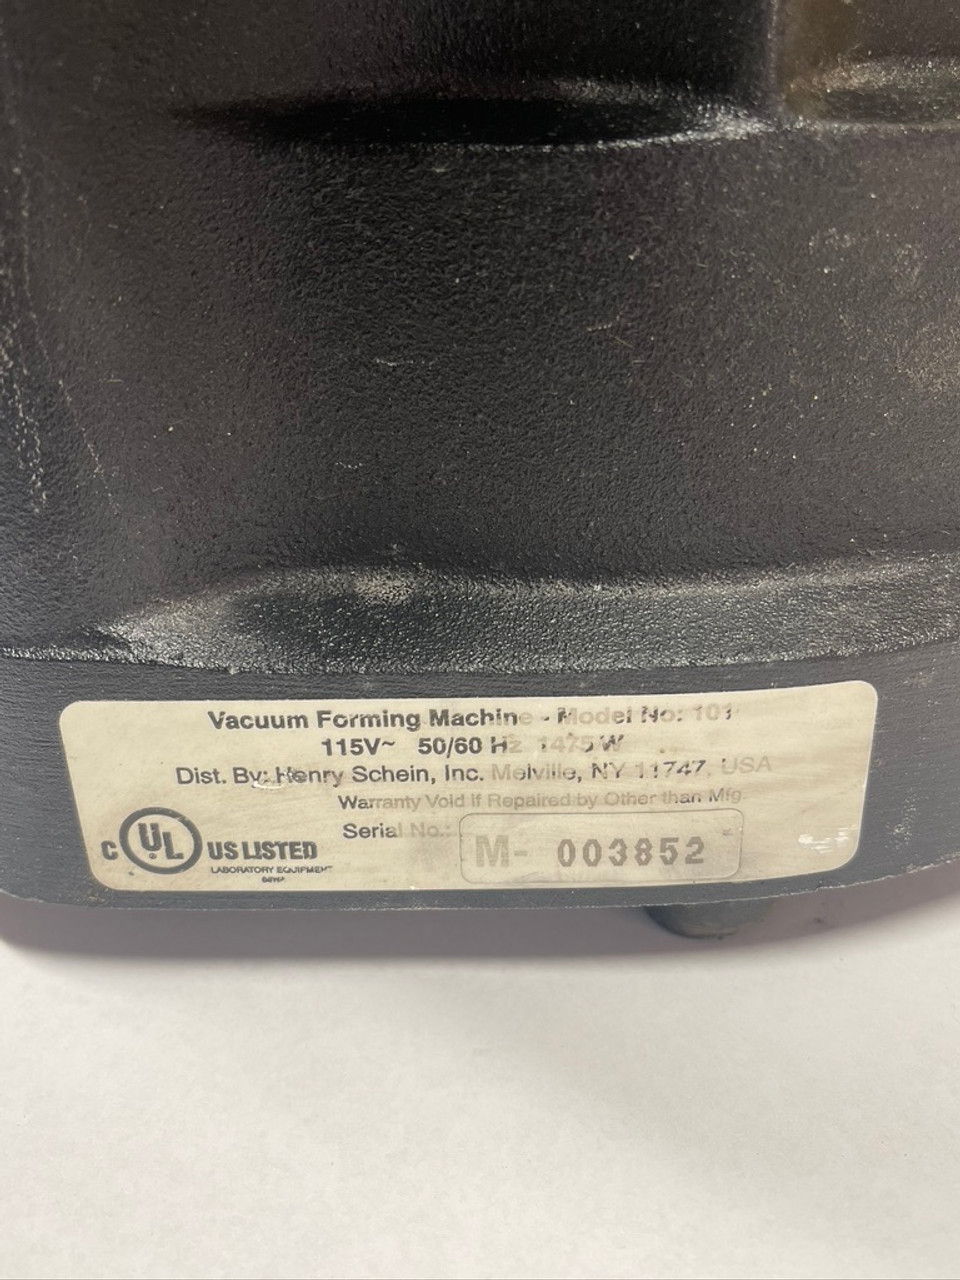 Vacuum Forming Machine - Model No: 101
115V~ 50/60 Hz 1475 W
Dist. By: Henry Schein, Inc. Melville, NY 11747, USA
Warranty Void If Repaired by Other than Mfg.
Serial No.: M- 003852
C UL US LISTED
LABORATORY EQUIPMENT